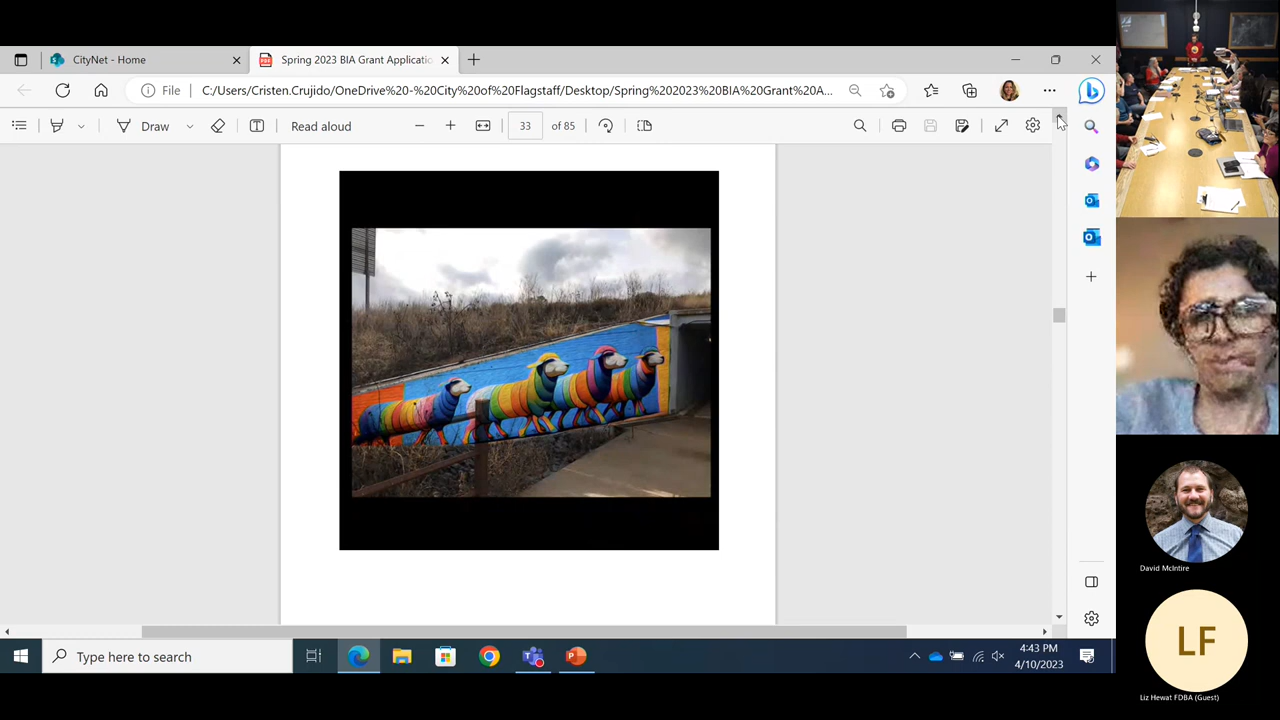 CityNet - Home
Spring 2023 BIA Grant Applicatio
File
C:/Users/Cristen.Crujido/OneDrive%20-%20City%20of%20Flagstaff/Desktop/Spring%202023%20BIA%20Grant%20A...
Draw
Read aloud
33 of 85
David McIntire
LF
Liz Hewat FDBA (Guest)
Type here to search
4:43 PM
4/10/2023